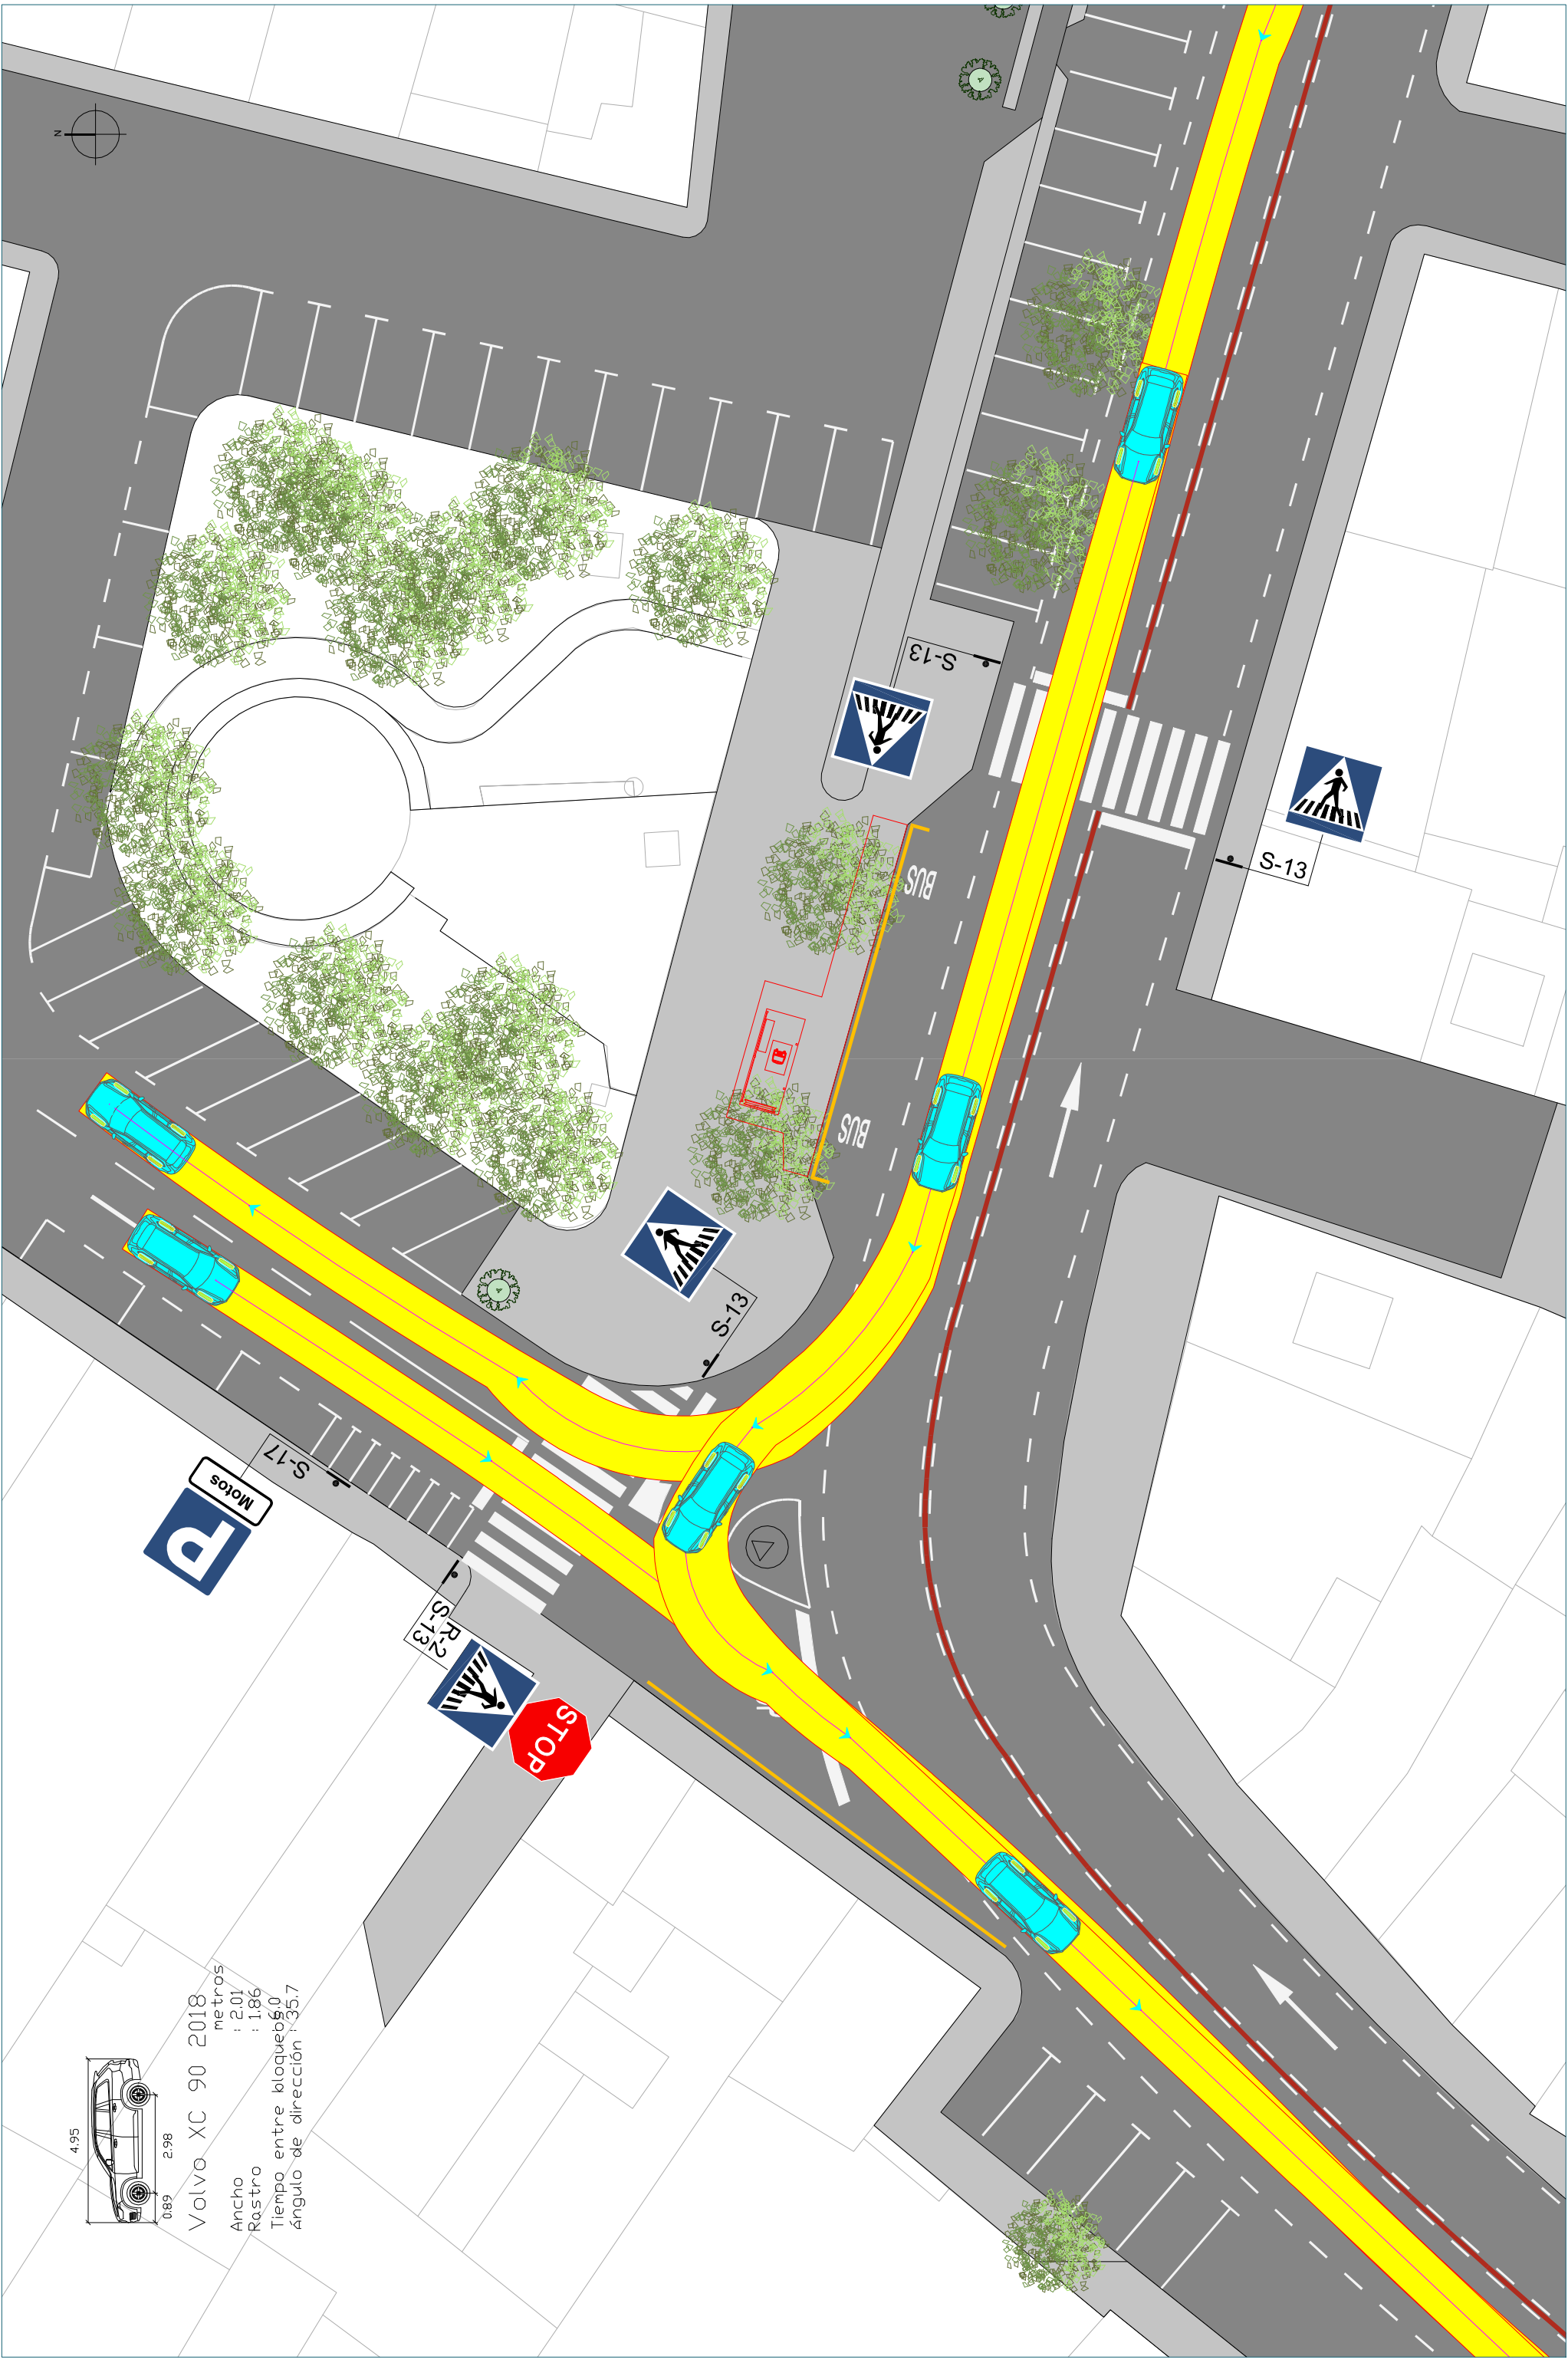 N
S-13
S-13
BUS
BUS
S-13
S-17
Motos
P
R-2
S-13
STOP
Volvo XC 90 2018
metros
Ancho : 2.01
Rastro : 1.86
Tiempo entre bloqueos : 6.0
Ángulo de dirección : 35.7
4.95
0.89
2.98